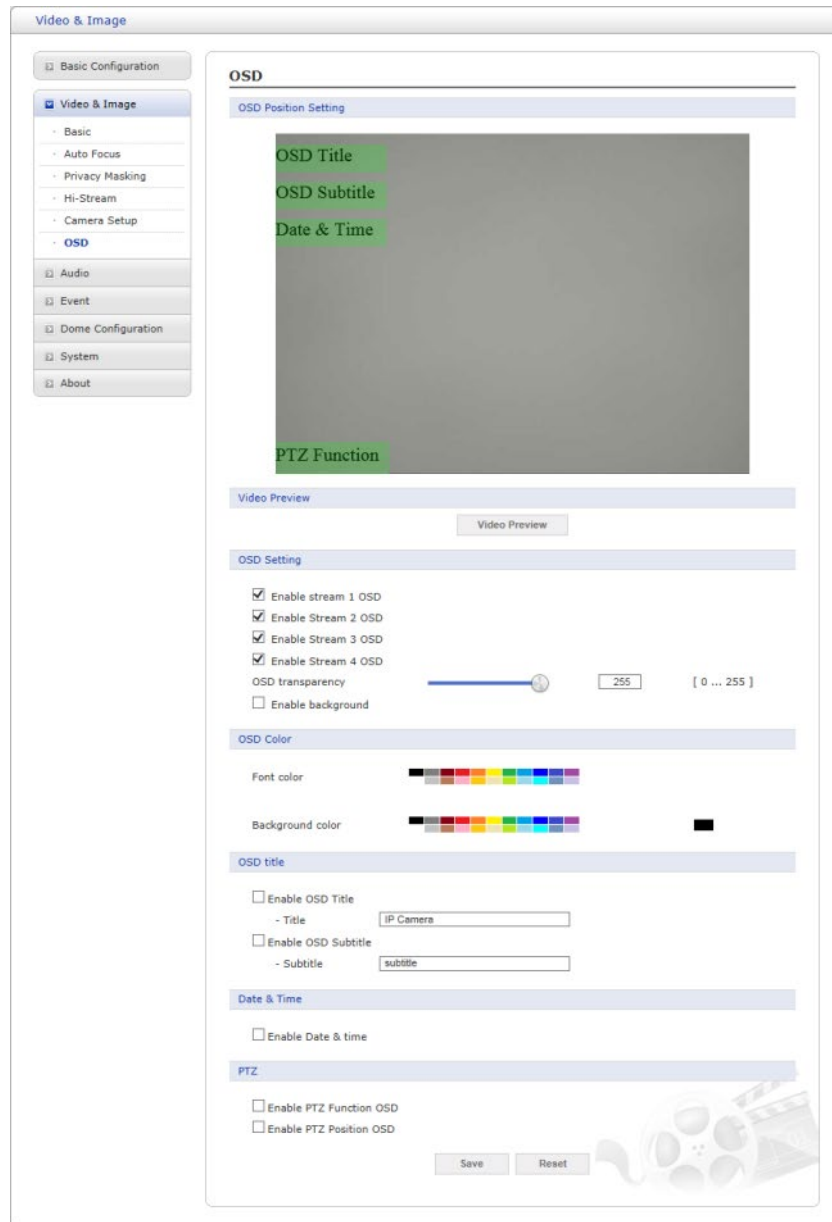 Video & Image
Basic Configuration
Video & Image
Basic
Auto Focus
Privacy Masking
Hi-Stream
Camera Setup
OSD
Audio
Event
Dome Configuration
System
About
OSD
OSD Position Setting
OSD Title
OSD Subtitle
Date & Time
PTZ Function
Video Preview
Video Preview
OSD Setting
Enable stream 1 OSD
Enable Stream 2 OSD
Enable Stream 3 OSD
Enable Stream 4 OSD
OSD transparency 255 [ 0 ... 255 ]
Enable background
OSD Color
Font color
Background color
OSD title
Enable OSD Title
- Title IP Camera
Enable OSD Subtitle
- Subtitle subtitle
Date & Time
Enable Date & time
PTZ
Enable PTZ Function OSD
Enable PTZ Position OSD
Save Reset